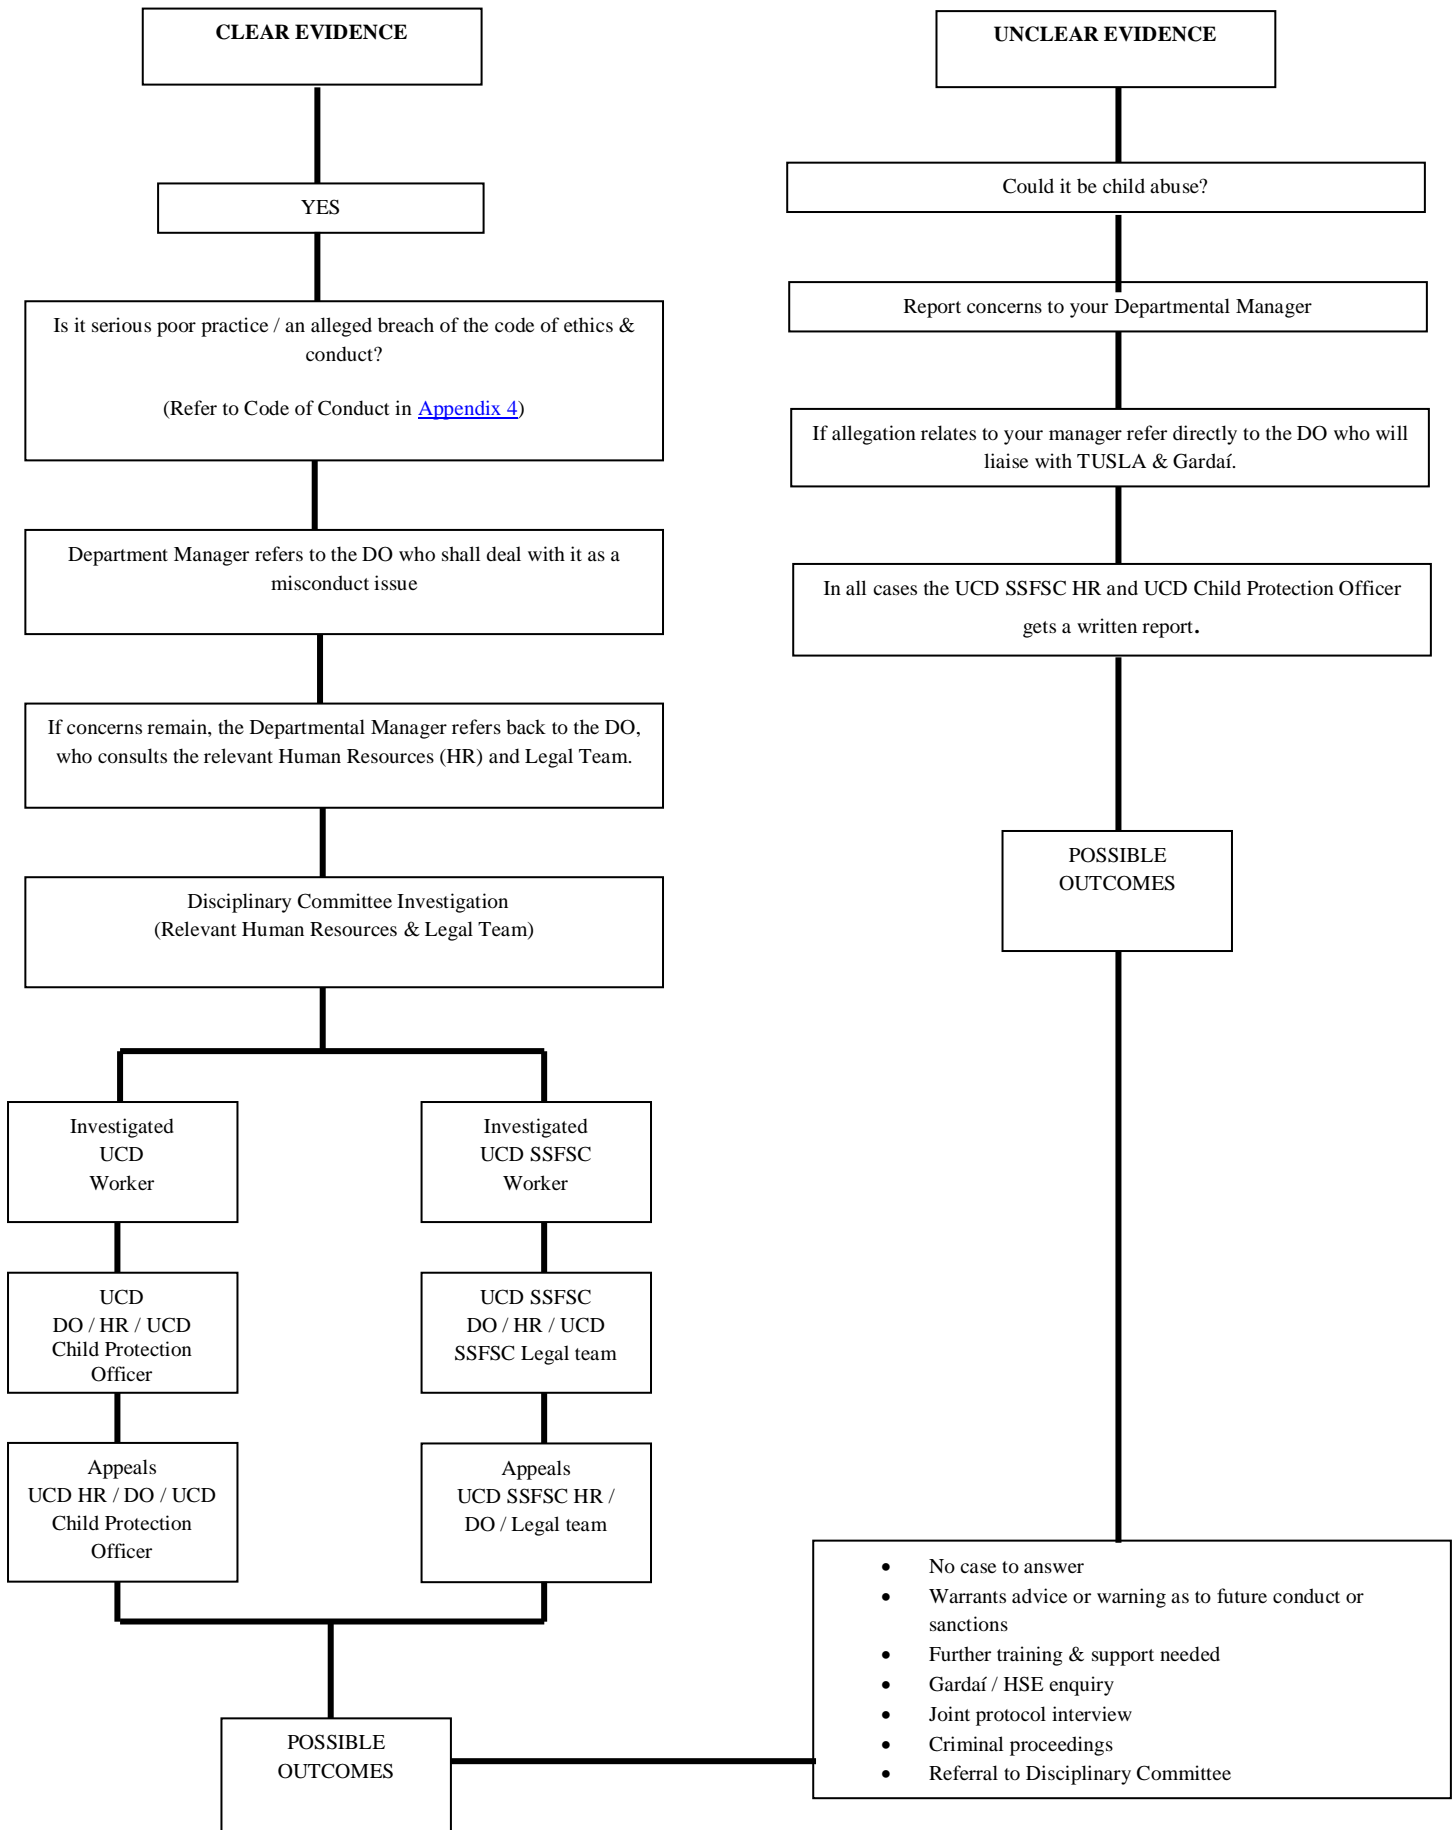 CLEAR EVIDENCE
YES
Is it serious poor practice / an alleged breach of the code of ethics &
conduct?
(Refer to Code of Conduct in Appendix 4)
Department Manager refers to the DO who shall deal with it as a
misconduct issue
If concerns remain, the Departmental Manager refers back to the DO,
who consults the relevant Human Resources (HR) and Legal Team.
Disciplinary Committee Investigation
(Relevant Human Resources & Legal Team)
Investigated
UCD
Worker
UCD
DO / HR / UCD
Child Protection
Officer
Appeals
UCD HR / DO / UCD
Child Protection
Officer
Investigated
UCD SSFSC
Worker
UCD SSFSC
DO / HR / UCD
SSFSC Legal team
Appeals
UCD SSFSC HR /
DO / Legal team
POSSIBLE
OUTCOMES
UNCLEAR EVIDENCE
Could it be child abuse?
Report concerns to your Departmental Manager
If allegation relates to your manager refer directly to the DO who will
liaise with TUSLA & Gardaí.
In all cases the UCD SSFSC HR and UCD Child Protection Officer
gets a written report.
POSSIBLE
OUTCOMES
• No case to answer
• Warrants advice or warning as to future conduct or
sanctions
• Further training & support needed
• Gardaí / HSE enquiry
• Joint protocol interview
• Criminal proceedings
• Referral to Disciplinary Committee